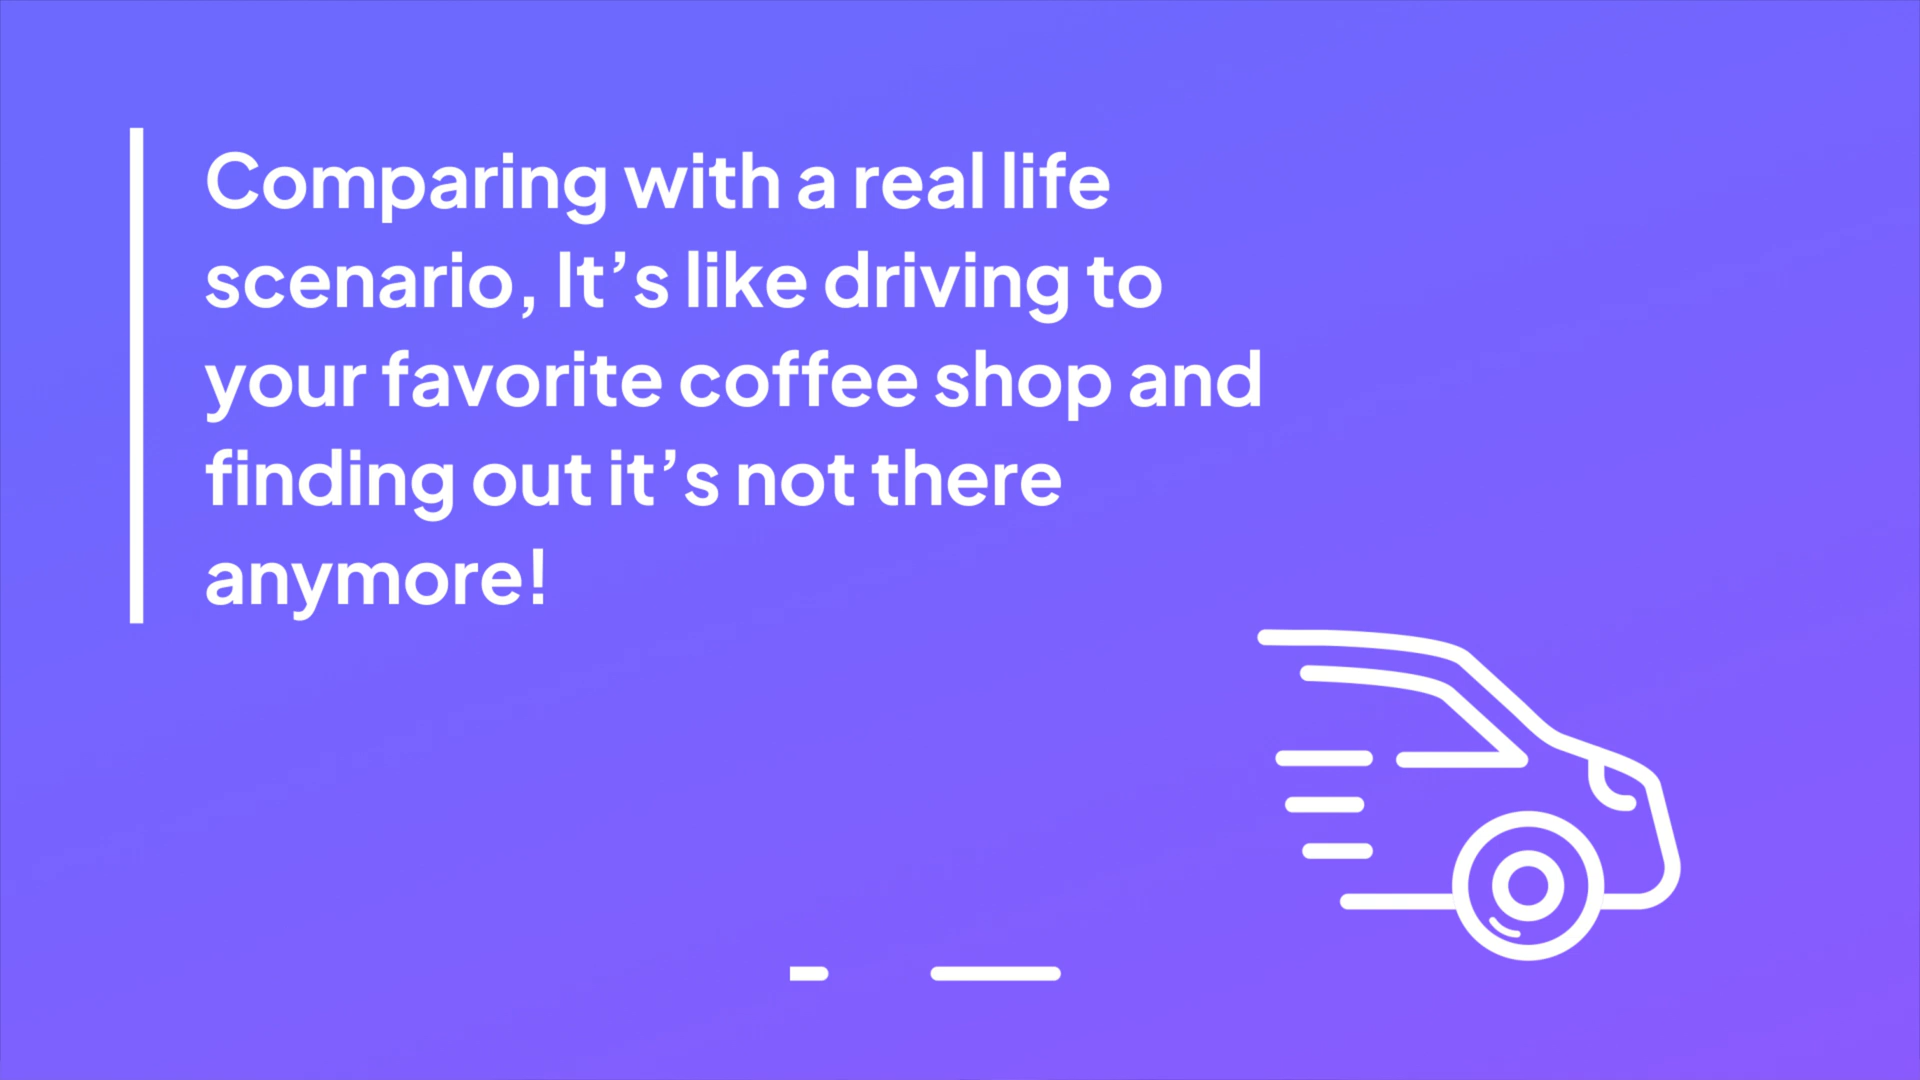 Comparing with a real life
scenario, It’s like driving to
your favorite coffee shop and
finding out it’s not there
anymore!